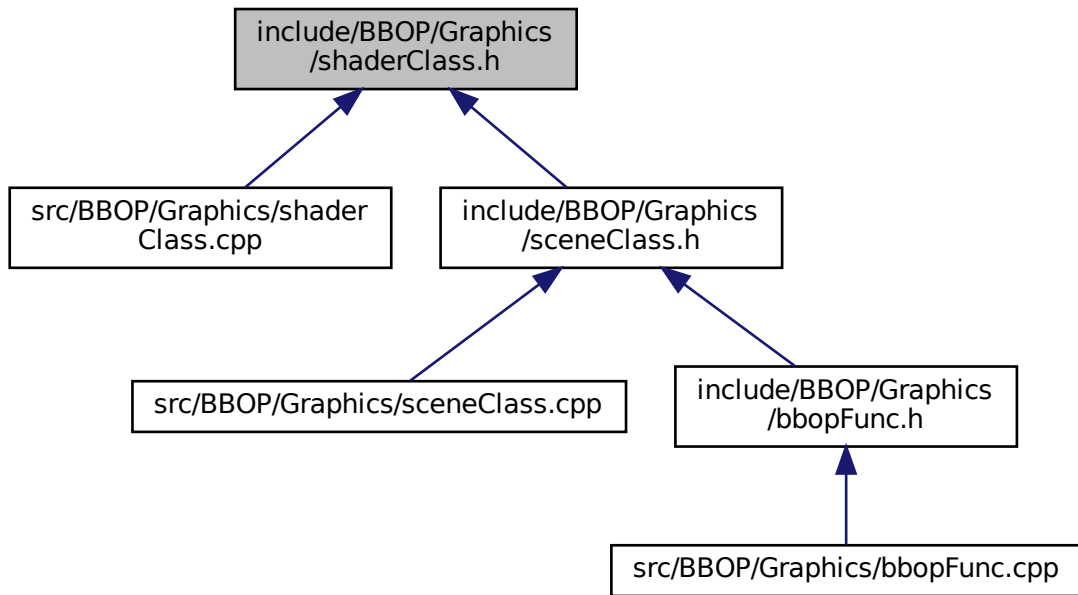 include/BBOP/Graphics
/shaderClass.h
src/BBOP/Graphics/shader
Class.cpp
include/BBOP/Graphics
/sceneClass.h
src/BBOP/Graphics/sceneClass.cpp
include/BBOP/Graphics
/bbopFunc.h
src/BBOP/Graphics/bbopFunc.cpp